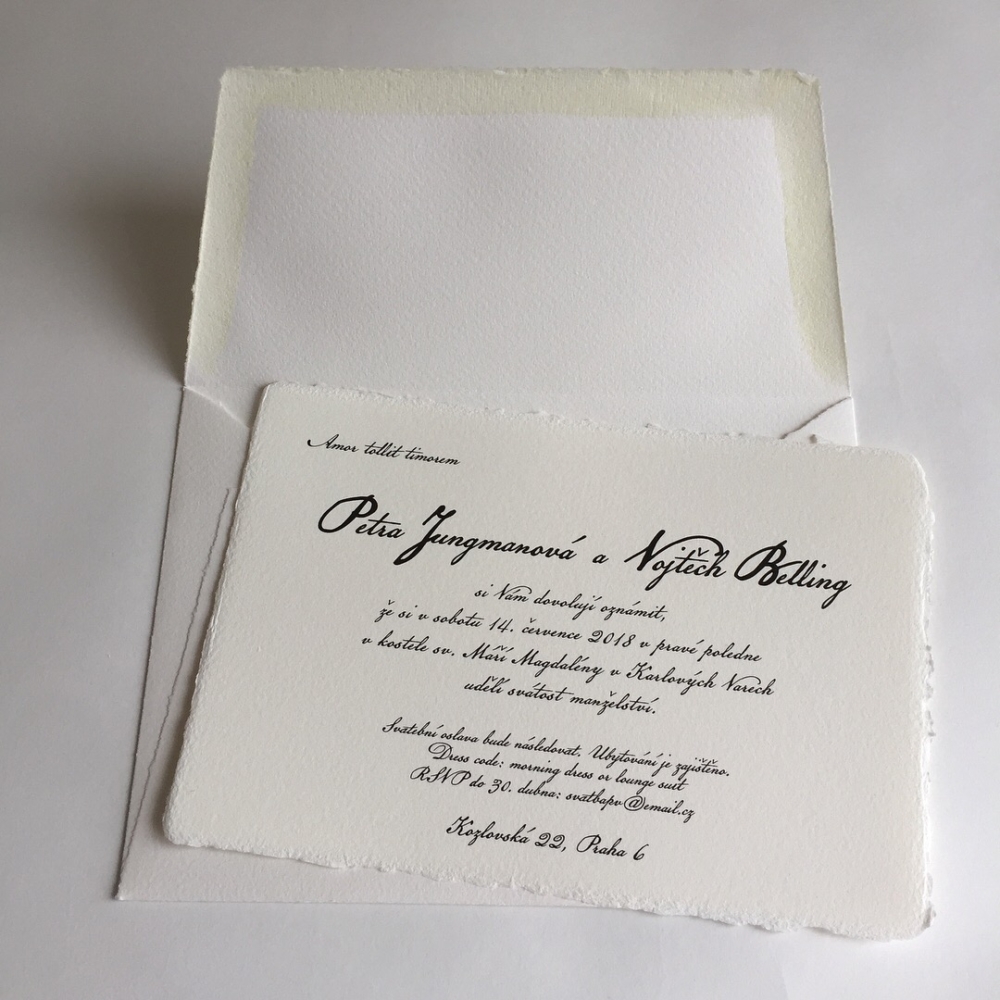 Amor tollit timorem
Petra Jungmanová a Vojtěch Belling
si Vám dovolují oznámit,
že si v sobotu 14. července 2018 v pravé poledne
v kostele sv. Máří Magdalény v Karlových Varech
udělí svátost manželství.
Svatební oslava bude následovat. Ubytování je zajištěno.
Dress code: morning dress or lounge suit
RSVP do 30. dubna: svatbapv@email.cz
Kozlovská 22, Praha 6